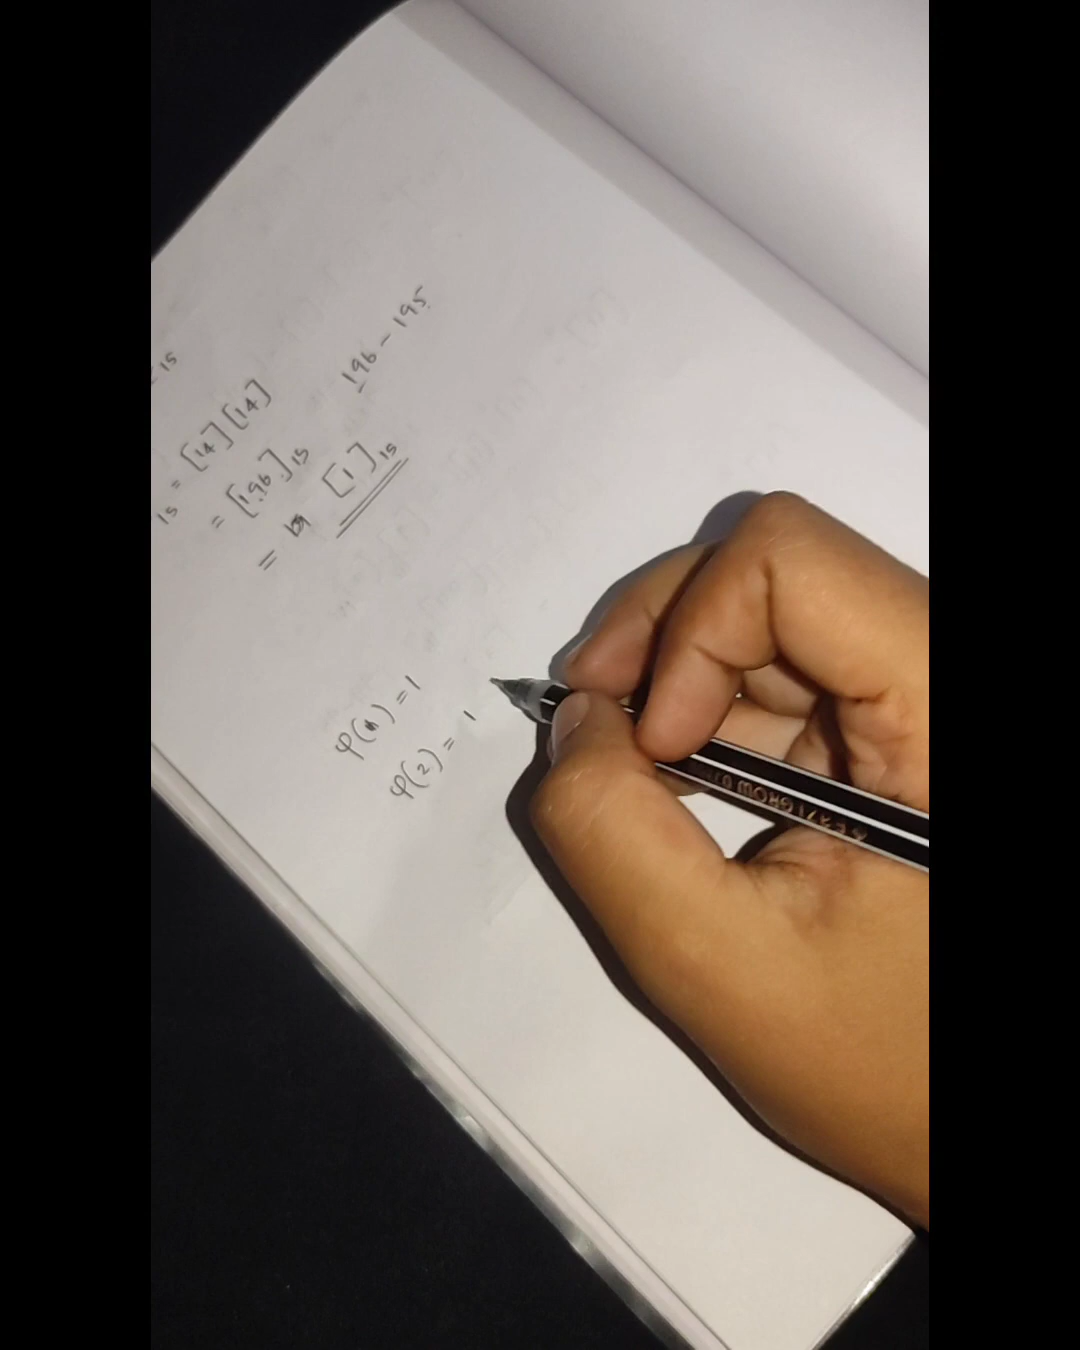 - 15
15 = [14][14]
= [196]15 196 - 195
= [1]15
φ(1) = 1
φ(2) = 1